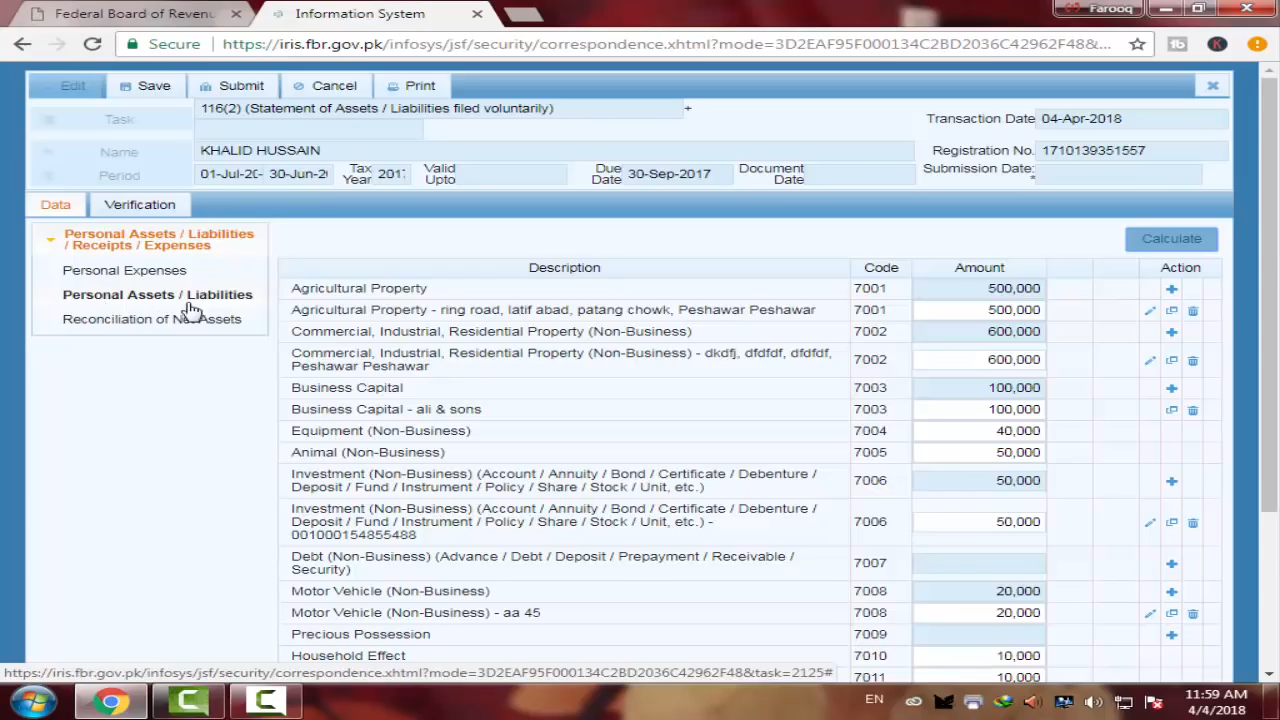 Federal Board of Revenu
Information System
Farooq
Secure
https://iris.fbr.gov.pk/infosys/jsf/security/correspondence.xhtml?mode=3D2EAF95F000134C2BD2036C42962F48&...
Edit Save Submit Cancel Print
Task 116(2) (Statement of Assets / Liabilities filed voluntarily) +
Transaction Date 04-Apr-2018
Name KHALID HUSSAIN
Registration No. 1710139351557
Period 01-Jul-20- 30-Jun-2 Tax Year 201 Valid Upto Due Date 30-Sep-2017 Document Date Submission Date: *
Data Verification
Personal Assets / Liabilities
/ Receipts / Expenses
Personal Expenses
Personal Assets / Liabilities
Reconciliation of Net Assets
Calculate
Description Code Amount Action
Agricultural Property 7001 500,000
Agricultural Property - ring road, latif abad, patang chowk, Peshawar Peshawar 7001 500,000
Commercial, Industrial, Residential Property (Non-Business) 7002 600,000
Commercial, Industrial, Residential Property (Non-Business) - dkdfj, dfdfdf, dfdfdf,
Peshawar Peshawar 7002 600,000
Business Capital 7003 100,000
Business Capital - ali & sons 7003 100,000
Equipment (Non-Business) 7004 40,000
Animal (Non-Business) 7005 50,000
Investment (Non-Business) (Account / Annuity / Bond / Certificate / Debenture /
Deposit / Fund / Instrument / Policy / Share / Stock / Unit, etc.) 7006 50,000
Investment (Non-Business) (Account / Annuity / Bond / Certificate / Debenture /
Deposit / Fund / Instrument / Policy / Share / Stock / Unit, etc.) -
001000154855488 7006 50,000
Debt (Non-Business) (Advance / Debt / Deposit / Prepayment / Receivable /
Security) 7007
Motor Vehicle (Non-Business) 7008 20,000
Motor Vehicle (Non-Business) - aa 45 7008 20,000
Precious Possession 7009
Household Effect 7010 10,000
7011 10,000
https://iris.fbr.gov.pk/infosys/jsf/security/correspondence.xhtml?mode=3D2EAF95F000134C2BD2036C42962F48&task=2125#
EN
11:59 AM
4/4/2018